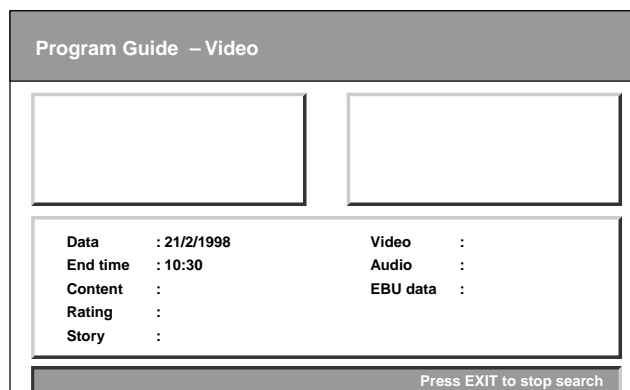 Program Guide – Video
Data : 21/2/1998 Video :
End time : 10:30 Audio :
Content : EBU data :
Rating :
Story :
Press EXIT to stop search